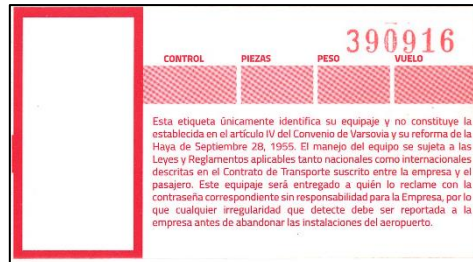 390916
CONTROL PIEZAS PESO VUELO
Esta etiqueta únicamente identifica su equipaje y no constituye la
establecida en el artículo IV del Convenio de Varsovia y su reforma de la
Haya de Septiembre 28, 1955. El manejo del equipo se sujeta a las
Leyes y Reglamentos aplicables tanto nacionales como internacionales
descritas en el Contrato de Transporte suscrito entre la empresa y el
pasajero. Este equipaje será entregado a quién lo reclame con la
contraseña correspondiente sin responsabilidad para la Empresa, por lo
que cualquier irregularidad que detecte debe ser reportada a la
empresa antes de abandonar las instalaciones del aeropuerto.